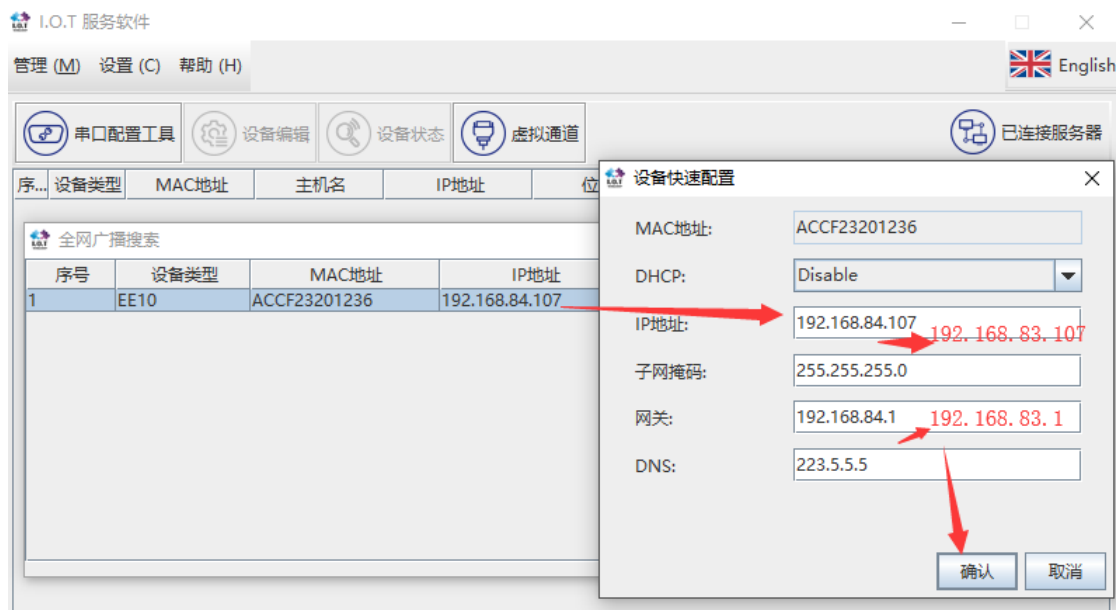 I.O.T 服务软件
管理 (M) 设置 (C) 帮助 (H)
English
串口配置工具 设备编辑 设备状态 虚拟通道 已连接服务器
序... 设备类型 MAC地址 主机名 IP地址 位
全网广播搜索
序号 设备类型 MAC地址 IP地址
1 EE10 ACCF23201236 192.168.84.107
设备快速配置
MAC地址: ACCF23201236
DHCP: Disable
IP地址: 192.168.84.107 192.168.83.107
子网掩码: 255.255.255.0
网关: 192.168.84.1 192.168.83.1
DNS: 223.5.5.5
确认 取消